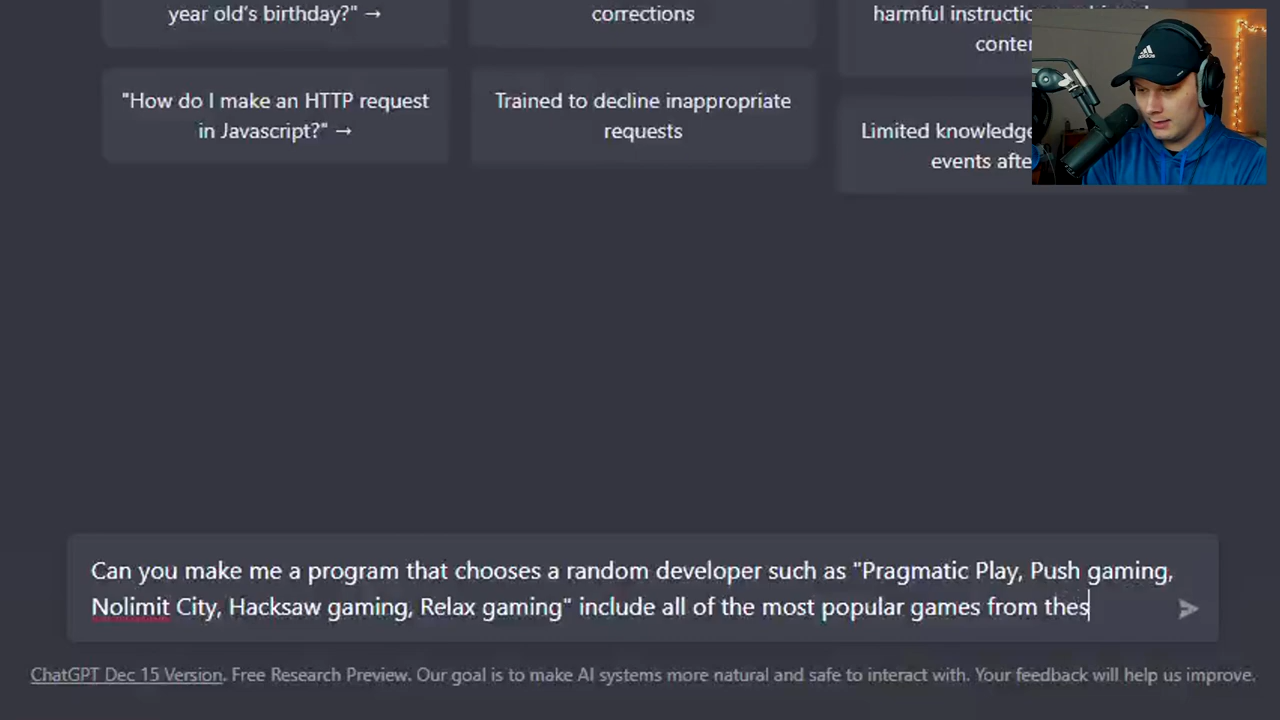 year old's birthday?" →
corrections
harmful instructi
conte
"How do I make an HTTP request
in Javascript?" →
Trained to decline inappropriate
requests
Limited knowledge
events afte
Can you make me a program that chooses a random developer such as "Pragmatic Play, Push gaming,
Nolimit City, Hacksaw gaming, Relax gaming" include all of the most popular games from thes
ChatGPT Dec 15 Version. Free Research Preview. Our goal is to make AI systems more natural and safe to interact with. Your feedback will help us improve.